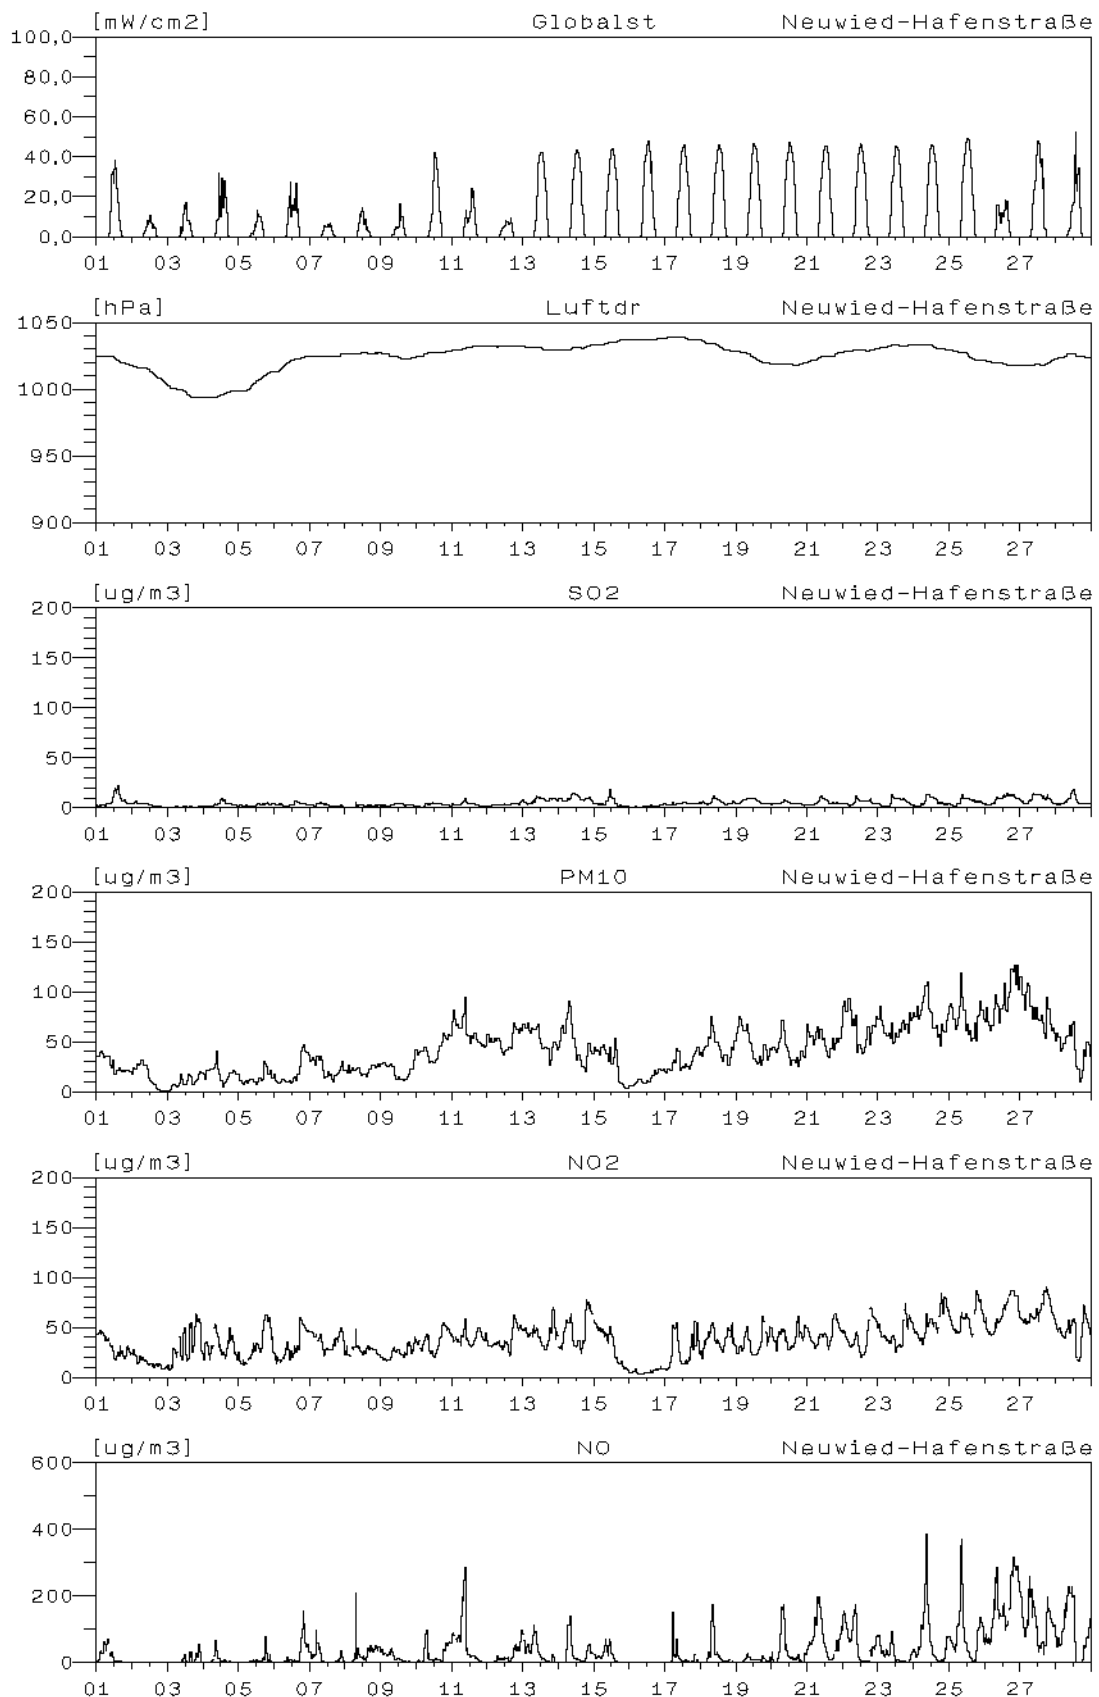 [mW/cm2] Globalst Neuwied-Hafenstraße
100,0
80,0
60,0
40,0
20,0
0,0
01 03 05 07 09 11 13 15 17 19 21 23 25 27
[hPa] Luftdr Neuwied-Hafenstraße
1050
1000
950
900
01 03 05 07 09 11 13 15 17 19 21 23 25 27
[ug/m3] SO2 Neuwied-Hafenstraße
200
150
100
50
0
01 03 05 07 09 11 13 15 17 19 21 23 25 27
[ug/m3] PM10 Neuwied-Hafenstraße
200
150
100
50
0
01 03 05 07 09 11 13 15 17 19 21 23 25 27
[ug/m3] NO2 Neuwied-Hafenstraße
200
150
100
50
0
01 03 05 07 09 11 13 15 17 19 21 23 25 27
[ug/m3] NO Neuwied-Hafenstraße
600
400
200
0
01 03 05 07 09 11 13 15 17 19 21 23 25 27